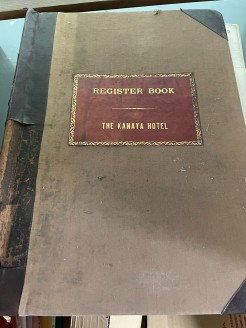 REGISTER BOOK
THE KANAYA HOTEL